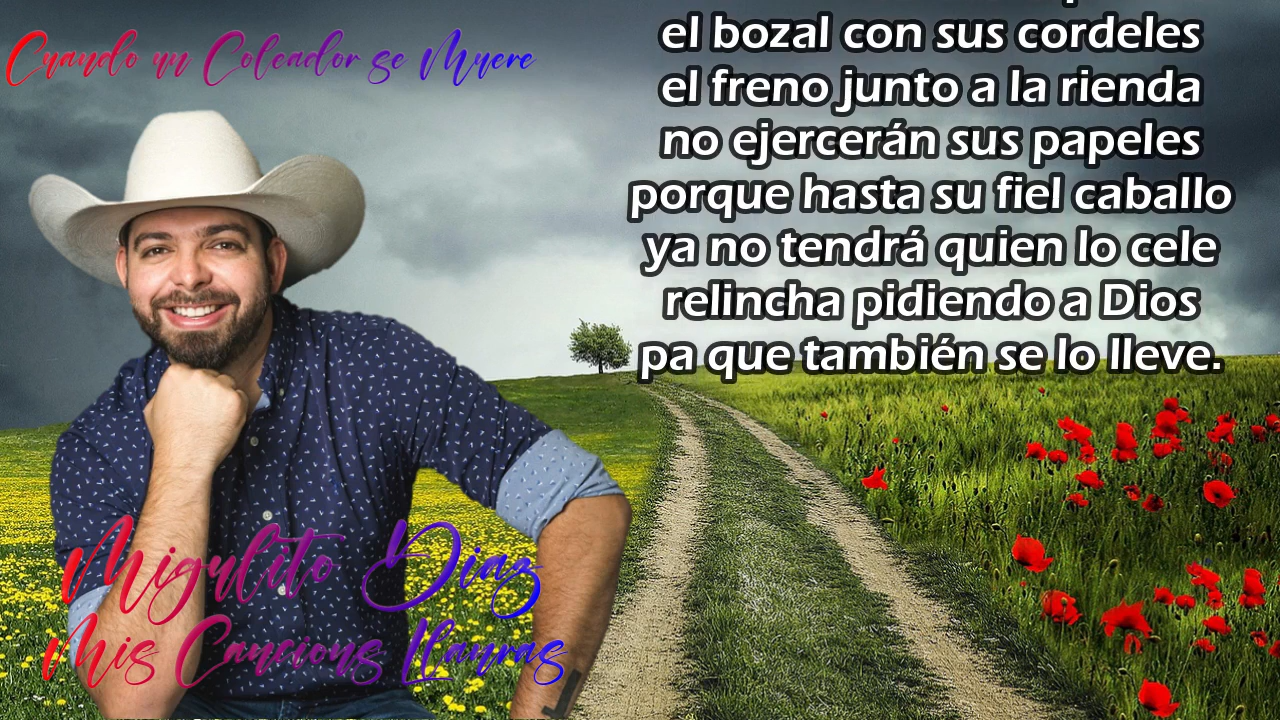 Cuando un Coleador se Muere
el bozal con sus cordeles
el freno junto a la rienda
no ejercerán sus papeles
porque hasta su fiel caballo
ya no tendrá quien lo cele
relincha pidiendo a Dios
pa que también se lo lleve.
Migulito Diaz
Mis Cancions Llanras